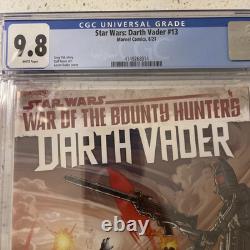 CGC UNIVERSAL GRADE
9.8
WHITE Pages
Star Wars: Darth Vader #13
Marvel Comics, 8/21
STAR WARS
WAR OF THE BOUNTY HUNTERS
DARTH VADER